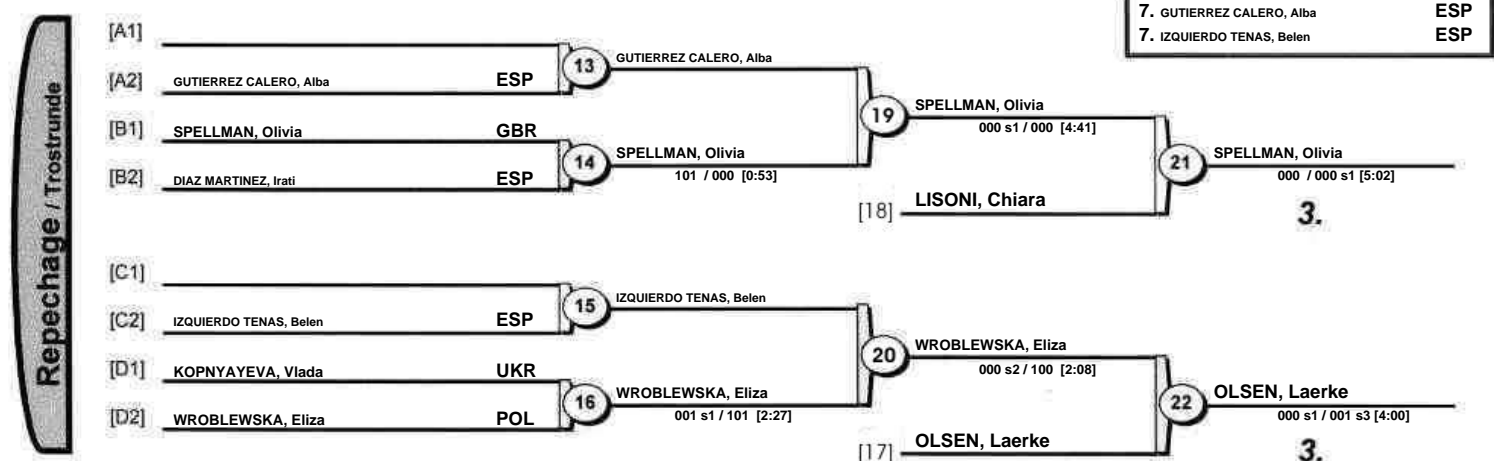 7. GUTIERREZ CALERO, Alba ESP
7. IZQUIERDO TENAS, Belen ESP
Repechage / Trostrunde
[A1]
[A2] GUTIERREZ CALERO, Alba ESP
13
GUTIERREZ CALERO, Alba
[B1] SPELLMAN, Olivia GBR
[B2] DIAZ MARTINEZ, Irati ESP
14
SPELLMAN, Olivia
101 / 000 [0:53]
19
SPELLMAN, Olivia
000 s1 / 000 [4:41]
[18] LISONI, Chiara
21
SPELLMAN, Olivia
000 / 000 s1 [5:02]
3.
[C1]
[C2] IZQUIERDO TENAS, Belen ESP
15
IZQUIERDO TENAS, Belen
[D1] KOPNYAYEVA, Vlada UKR
[D2] WROBLEWSKA, Eliza POL
16
WROBLEWSKA, Eliza
001 s1 / 101 [2:27]
20
WROBLEWSKA, Eliza
000 s2 / 100 [2:08]
[17] OLSEN, Laerke
22
OLSEN, Laerke
000 s1 / 001 s3 [4:00]
3.